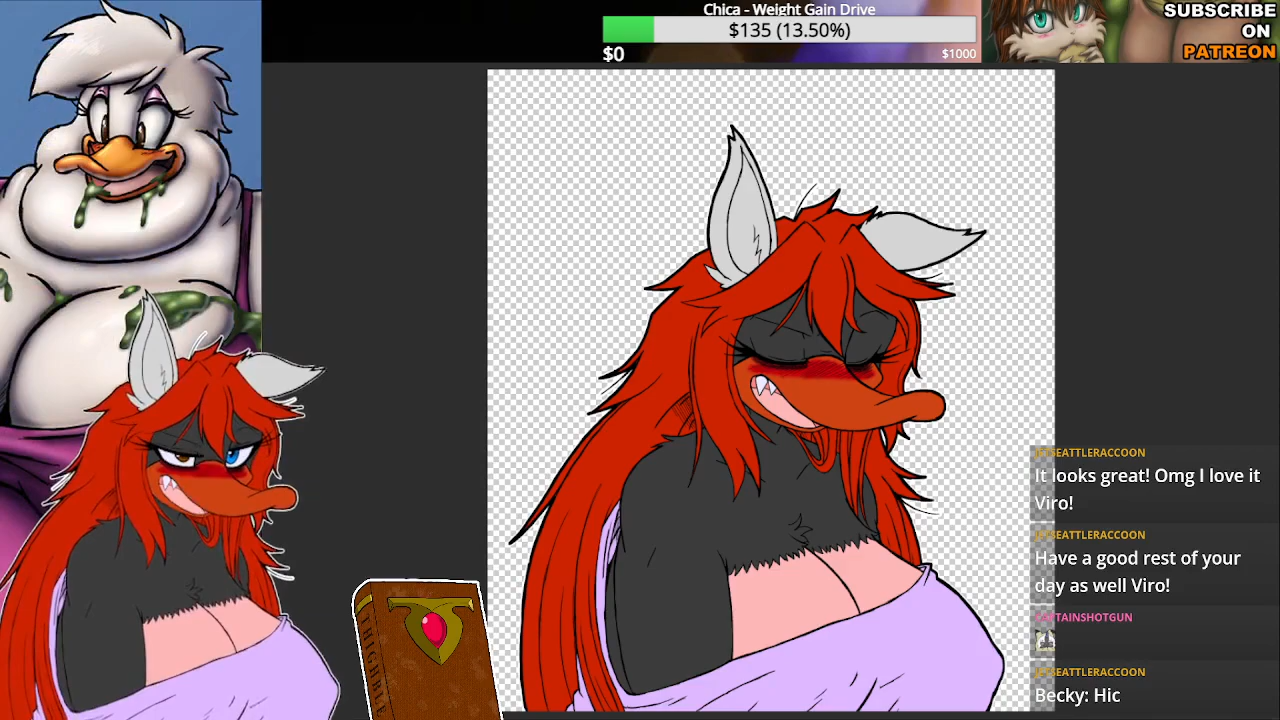 Chica - Weight Gain Drive
$135 (13.50%)
$0
$1000
SUBSCRIBE
ON
PATREON
It looks great! Omg I love it
Viro!
Have a good rest of your
day as well Viro!
Becky: Hic